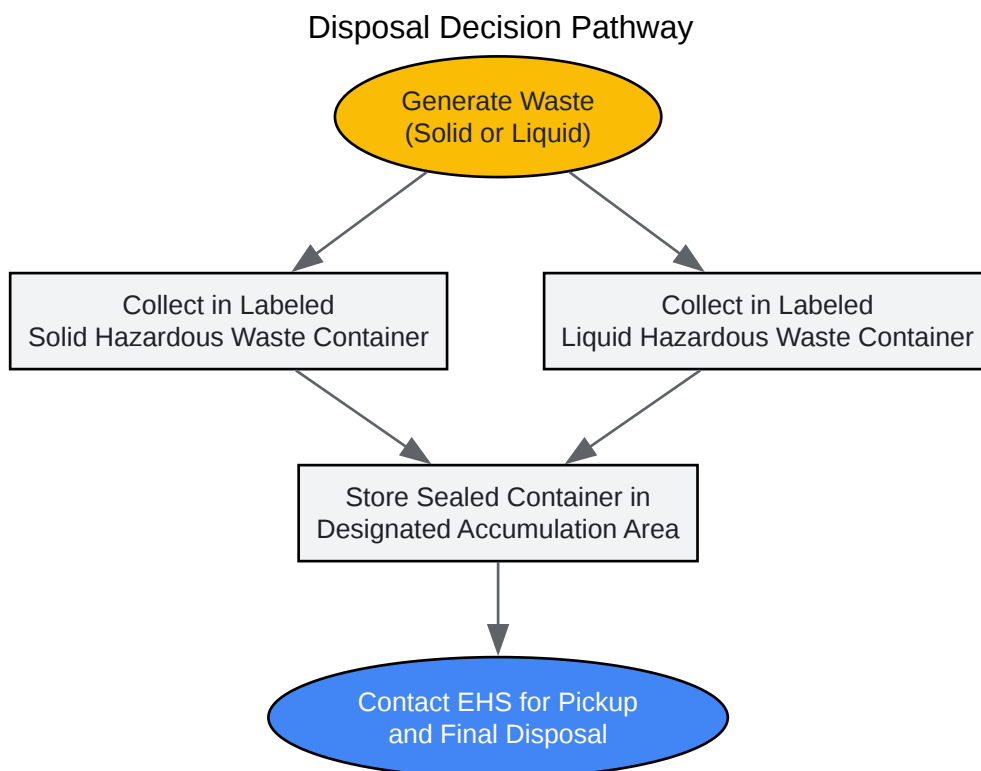 Disposal Decision Pathway
Generate Waste
(Solid or Liquid)
Collect in Labeled
Solid Hazardous Waste Container
Collect in Labeled
Liquid Hazardous Waste Container
Store Sealed Container in
Designated Accumulation Area
Contact EHS for Pickup
and Final Disposal